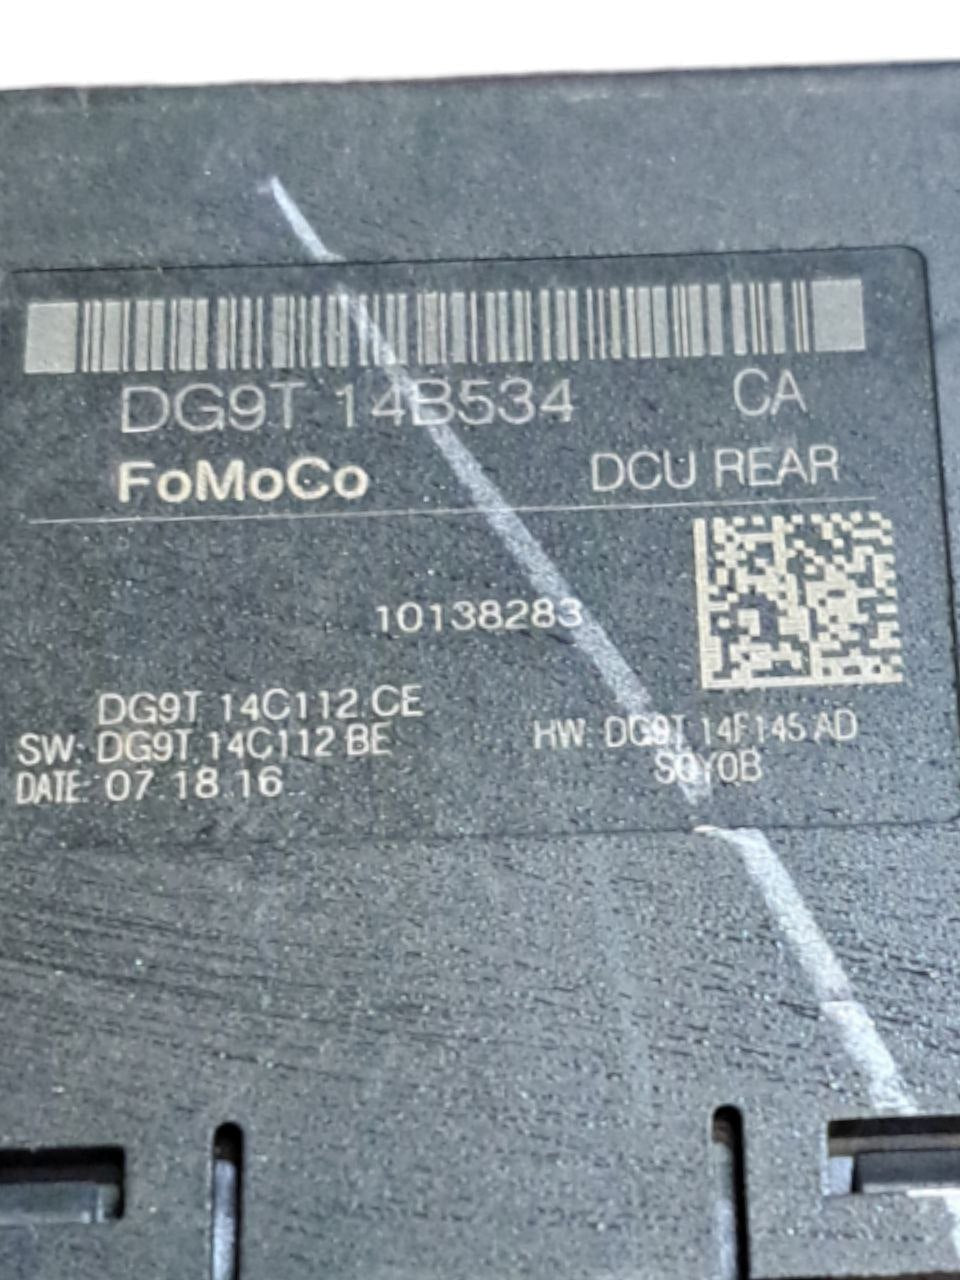 DG9T 14B534 CA
FoMoCo DCU REAR
10138283
DG9T 14C112 CE
SW: DG9T 14C112 BE
DATE: 07.18.16
HW: DG9T 14F145 AD
S0Y0B